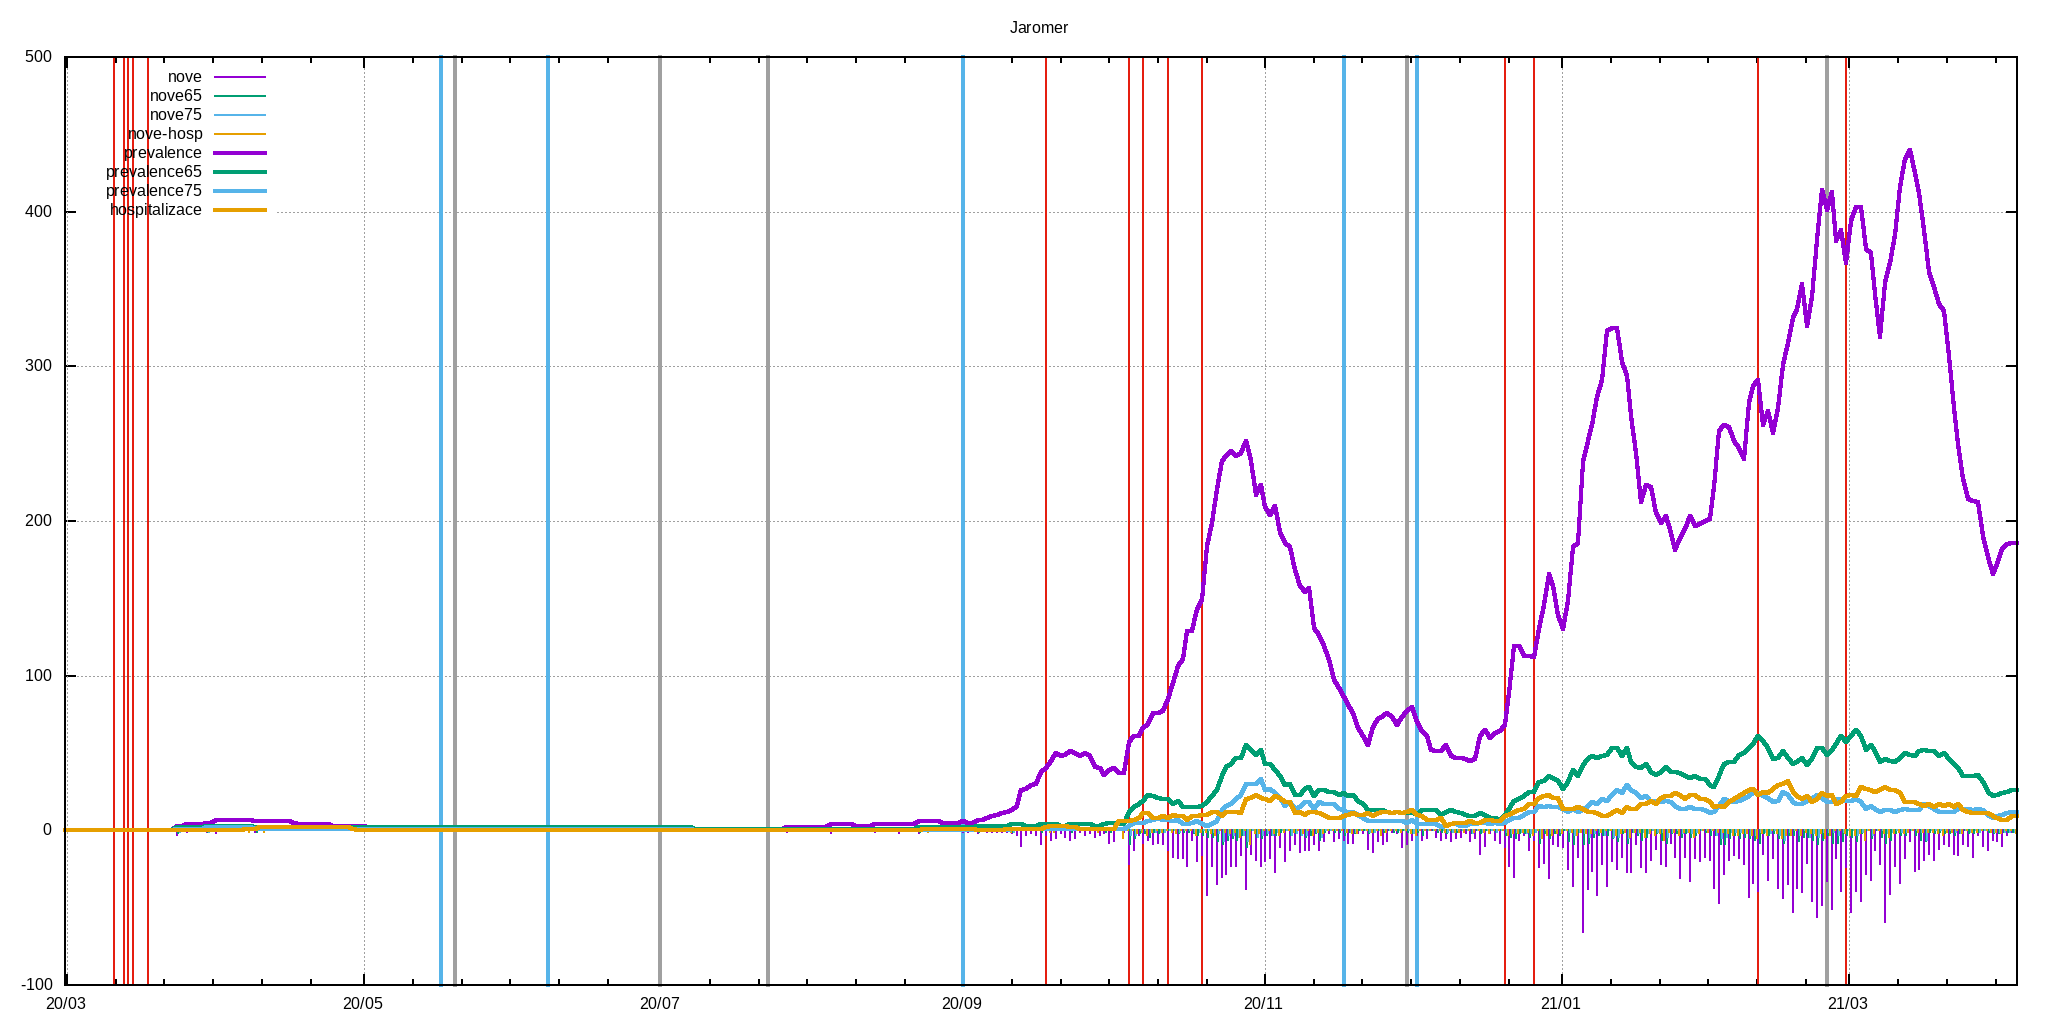 Jaromer
500
400
300
200
100
0
-100
nove
nove65
nove75
nove-hosp
prevalence
prevalence65
prevalence75
hospitalizace
20/03 20/05 20/07 20/09 20/11 21/01 21/03